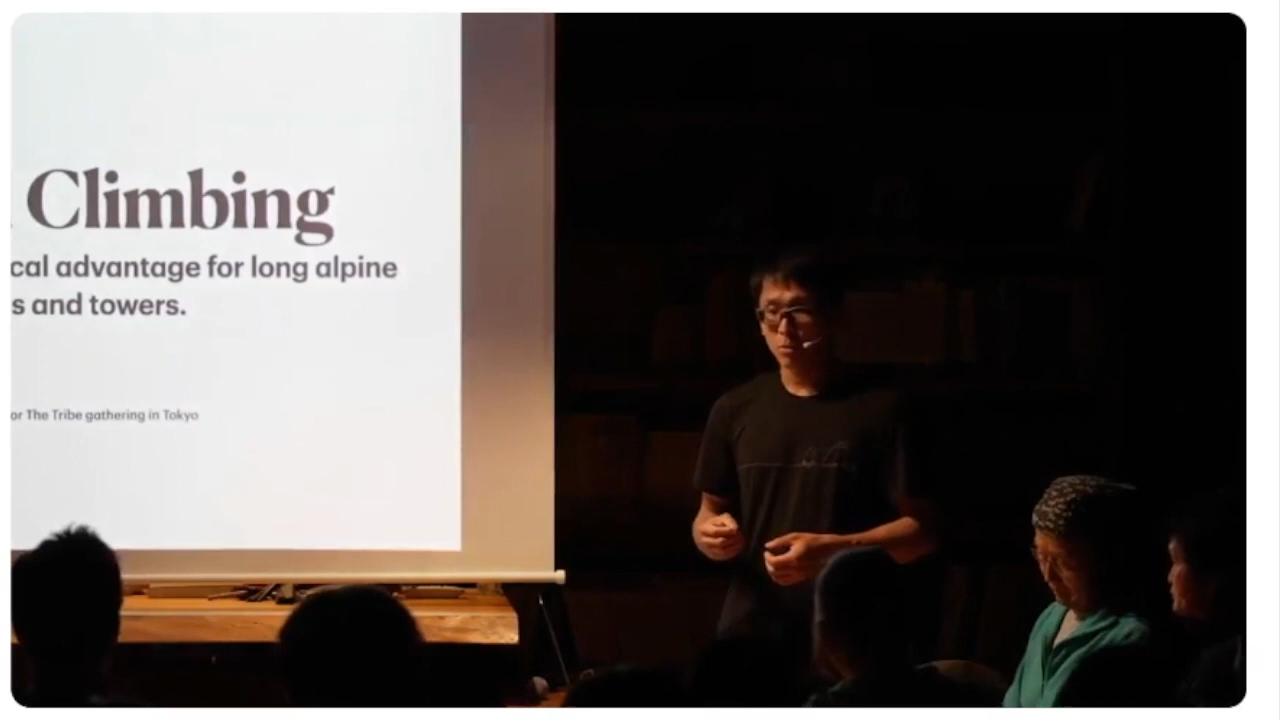 Climbing
cal advantage for long alpine
s and towers.
or The Tribe gathering in Tokyo